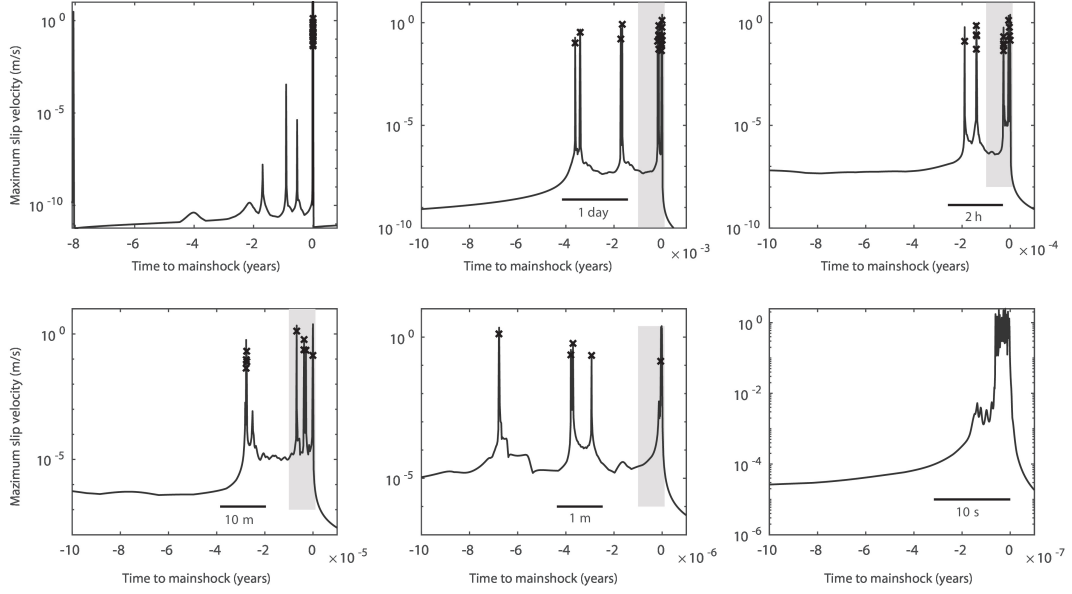 Maximum slip velocity (m/s)
10 0
10 -5
10 -10
-8 -6 -4 -2 0
Time to mainshock (years)
10 0
10 -5
10 -10
1 day
-10 -8 -6 -4 -2 0
×10 -3
Time to mainshock (years)
10 0
10 -5
10 -10
2 h
-10 -8 -6 -4 -2 0
×10 -4
Time to mainshock (years)
Mazimum slip velocity (m/s)
10 0
10 -5
10 m
-10 -8 -6 -4 -2 0
×10 -5
Time to mainshock (years)
10 0
10 -5
1 m
-10 -8 -6 -4 -2 0
×10 -6
Time to mainshock (years)
10 0
10 -2
10 -4
10 -6
10 s
-10 -8 -6 -4 -2 0
×10 -7
Time to mainshock (years)